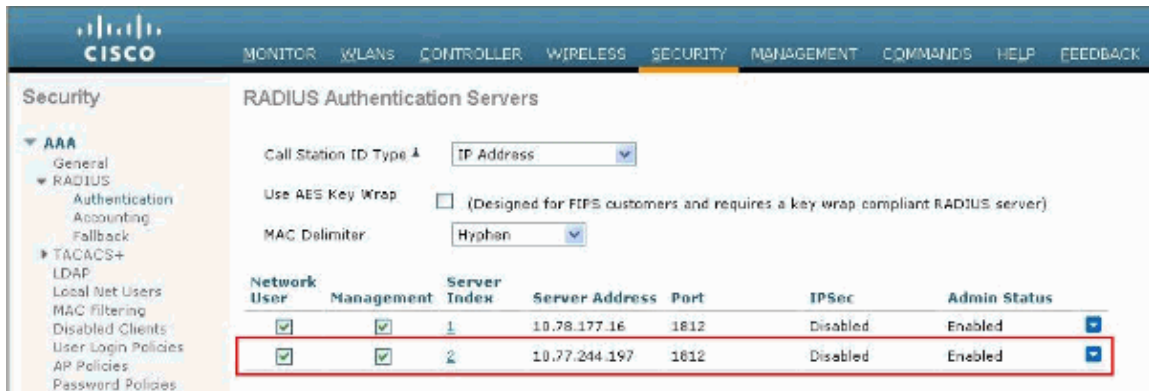 CISCO
MONITOR WLANs CONTROLLER WIRELESS SECURITY MANAGEMENT COMMANDS HELP FEEDBACK
Security
AAA
General
RADIUS
Authentication
Accounting
Fallback
TACACS+
LDAP
Local Net Users
MAC Filtering
Disabled Clients
User Login Policies
AP Policies
Password Policies
RADIUS Authentication Servers
Call Station ID Type 1 IP Address
Use AES Key Wrap (Designed for FIPS customers and requires a key wrap compliant RADIUS server)
MAC Delimiter Hyphen
Network User Management Server Index Server Address Port IPSec Admin Status
1 10.78.177.16 1812 Disabled Enabled
2 10.77.244.197 1812 Disabled Enabled